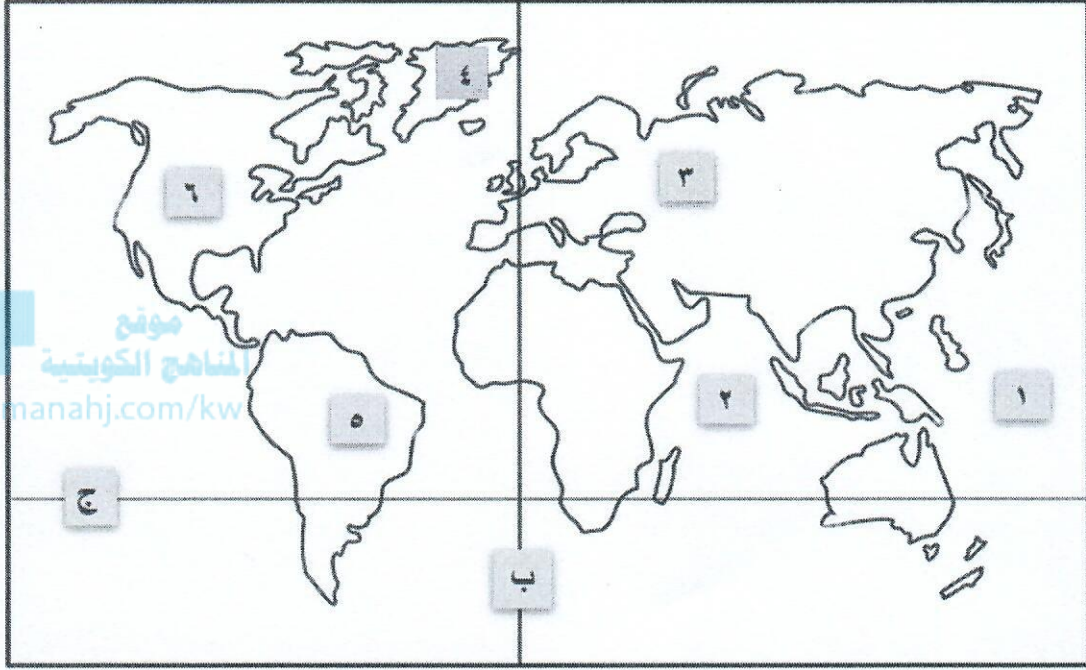 ٤
٣
٦
موقع
المناهج الكويتية
manahj.com/kw
١
٢
٥
ج
ب